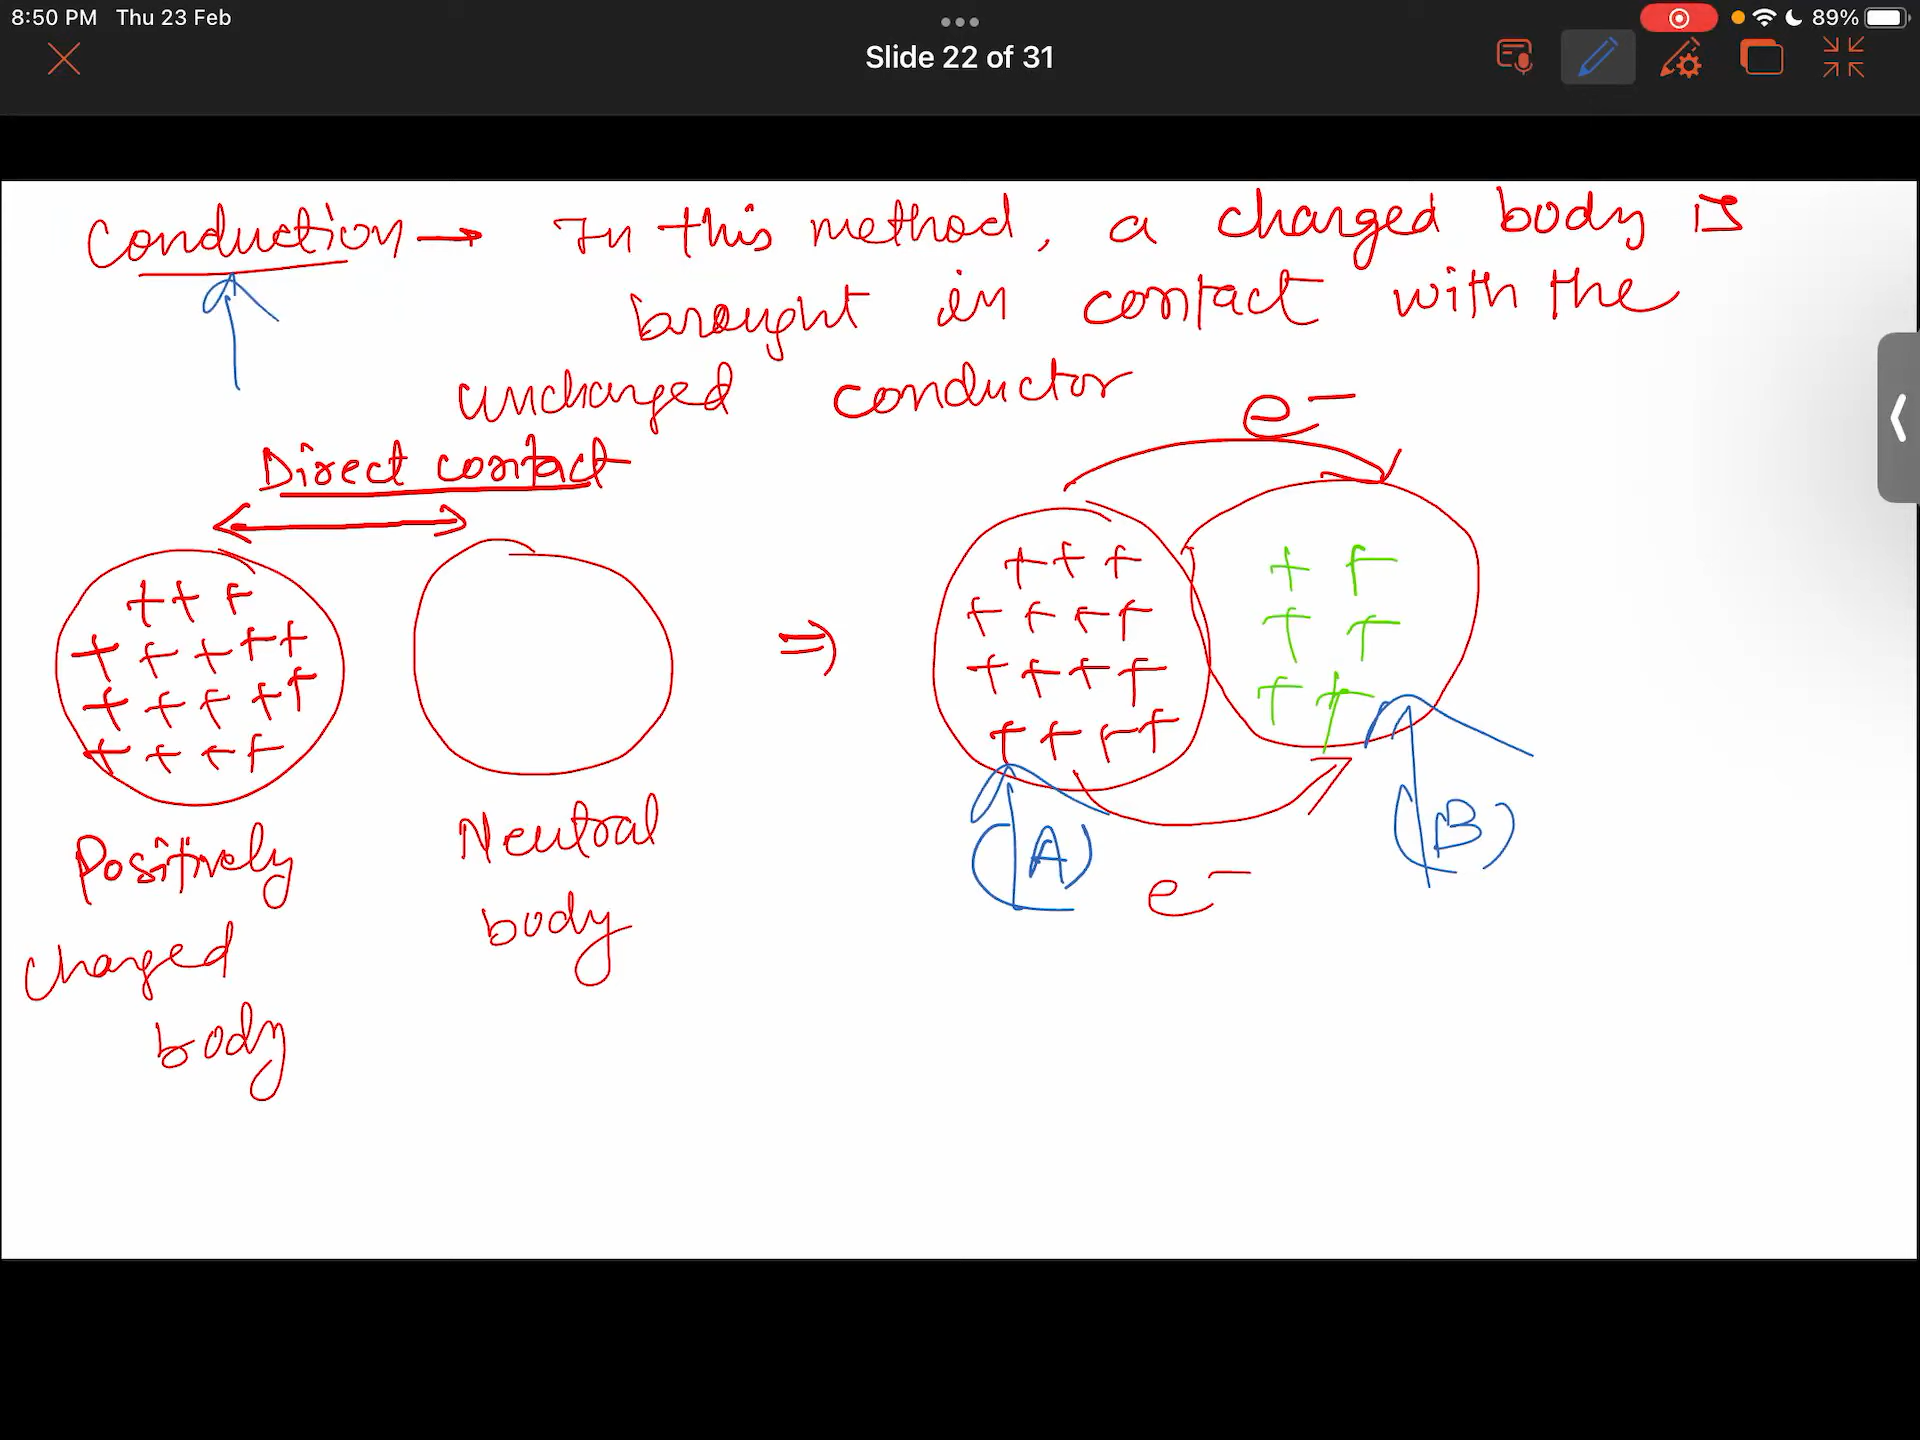 8:50 PM Thu 23 Feb
89%
Slide 22 of 31
Conduction → In this method, a charged body is
brought in contact with the
uncharged conductor
Direct contact
e⁻
+++
+++++
+++++
++++
⇒
+++
++++
++++
++++
++
++
++
Positively
charged
body
Neutral
body
(A)
(B)
e⁻